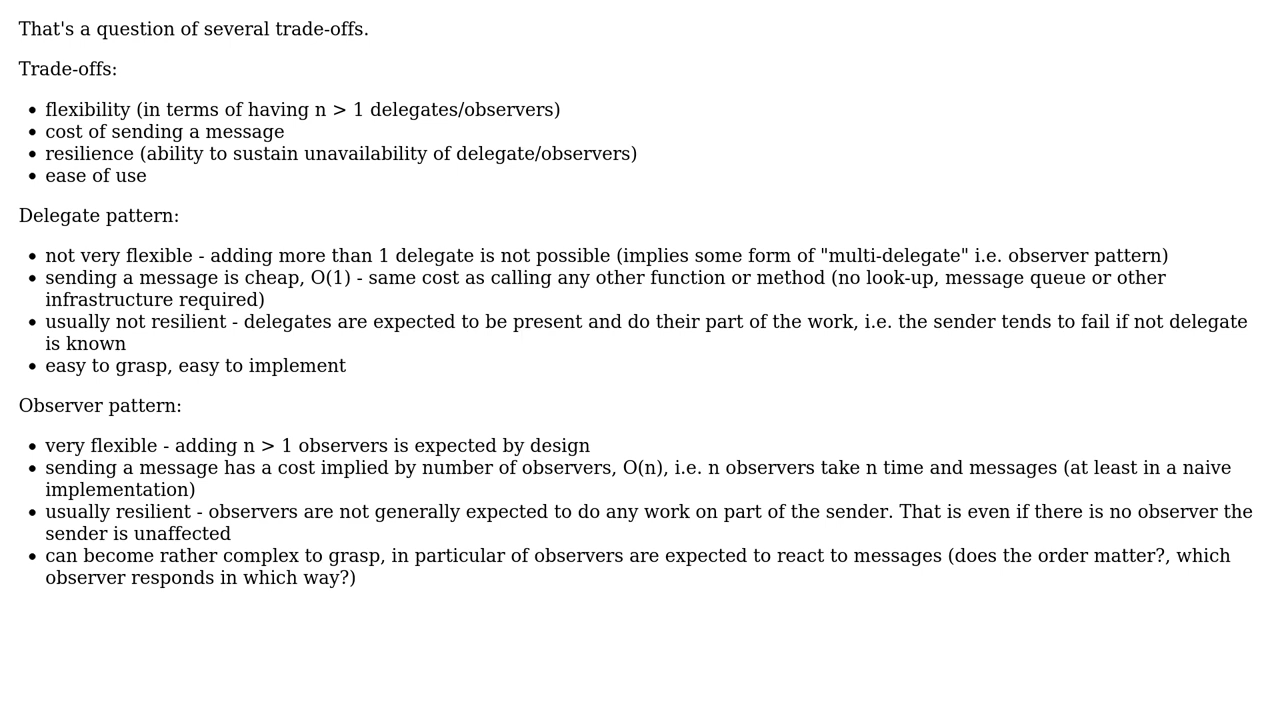 That's a question of several trade-offs.
Trade-offs:
• flexibility (in terms of having n > 1 delegates/observers)
• cost of sending a message
• resilience (ability to sustain unavailability of delegate/observers)
• ease of use
Delegate pattern:
• not very flexible - adding more than 1 delegate is not possible (implies some form of "multi-delegate" i.e. observer pattern)
• sending a message is cheap, O(1) - same cost as calling any other function or method (no look-up, message queue or other
infrastructure required)
• usually not resilient - delegates are expected to be present and do their part of the work, i.e. the sender tends to fail if not delegate
is known
• easy to grasp, easy to implement
Observer pattern:
• very flexible - adding n > 1 observers is expected by design
• sending a message has a cost implied by number of observers, O(n), i.e. n observers take n time and messages (at least in a naive
implementation)
• usually resilient - observers are not generally expected to do any work on part of the sender. That is even if there is no observer the
sender is unaffected
• can become rather complex to grasp, in particular of observers are expected to react to messages (does the order matter?, which
observer responds in which way?)